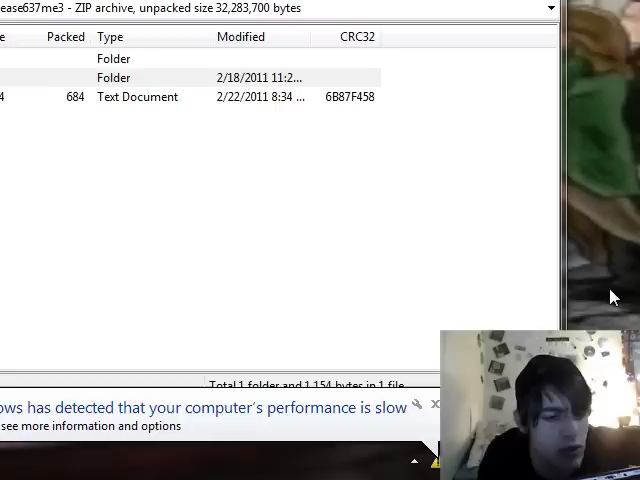 ease637me3 - ZIP archive, unpacked size 32,283,700 bytes
e Packed Type Modified CRC32
Folder
Folder 2/18/2011 11:2...
4 684 Text Document 2/22/2011 8:34 ... 6B87F458
Total 1 folder and 1,154 bytes in 1 file
ows has detected that your computer's performance is slow
see more information and options